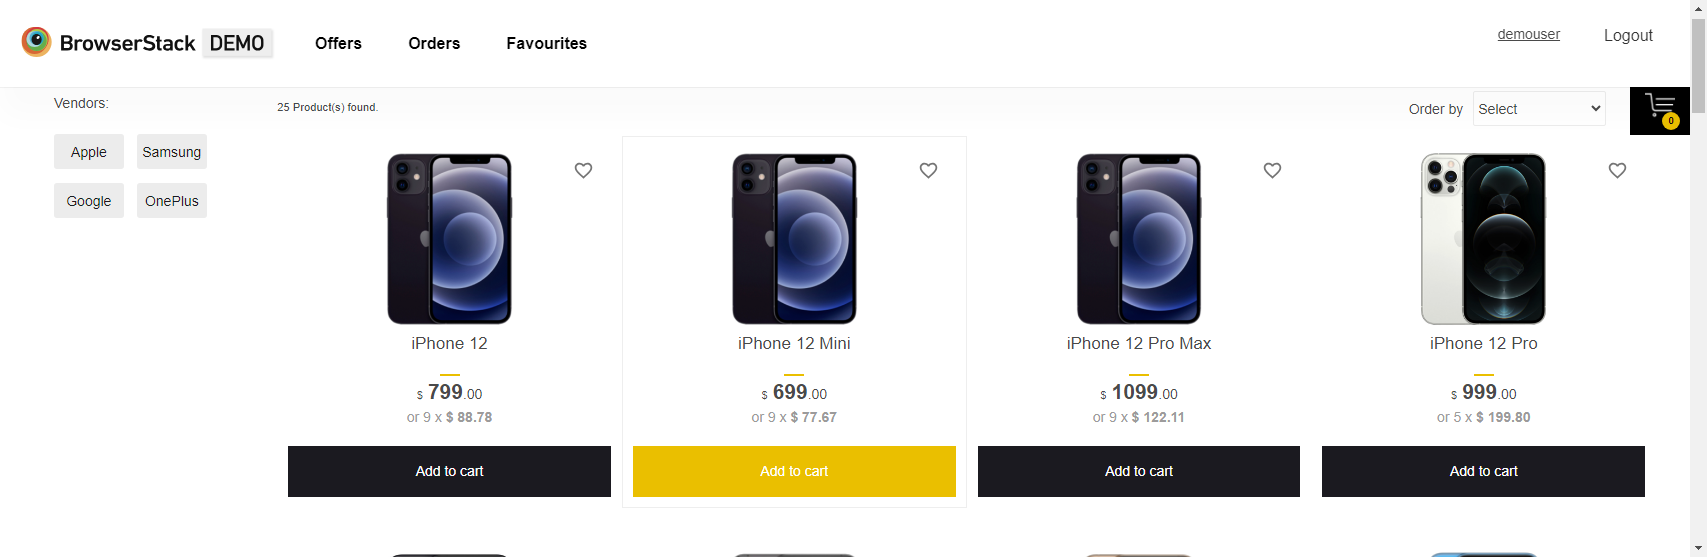 BrowserStack DEMO Offers Orders Favourites demouser Logout
Vendors:
25 Product(s) found.
Order by Select
0
Apple Samsung
Google OnePlus
iPhone 12
$ 799.00
or 9 x $ 88.78
Add to cart
iPhone 12 Mini
$ 699.00
or 9 x $ 77.67
Add to cart
iPhone 12 Pro Max
$ 1099.00
or 9 x $ 122.11
Add to cart
iPhone 12 Pro
$ 999.00
or 5 x $ 199.80
Add to cart